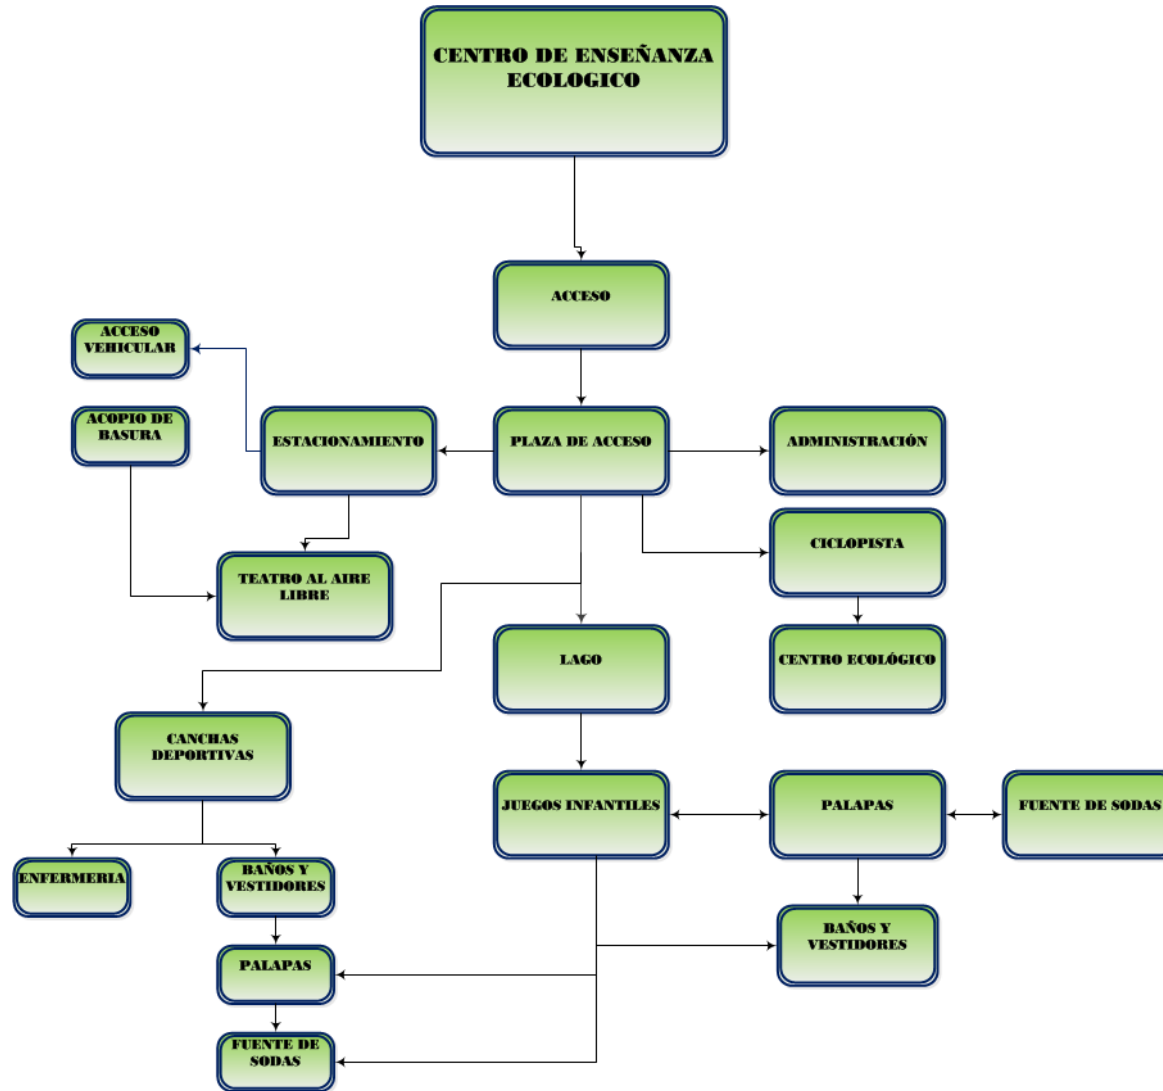 CENTRO DE ENSEÑANZA
ECOLOGICO
ACCESO
ACCESO
VEHICULAR
ACOPIO DE
BASURA
ESTACIONAMIENTO
PLAZA DE ACCESO
ADMINISTRACIÓN
CICLOPISTA
TEATRO AL AIRE
LIBRE
LAGO
CENTRO ECOLÓGICO
CANCHAS
DEPORTIVAS
JUEGOS INFANTILES
PALAPAS
FUENTE DE SODAS
ENFERMERIA
BAÑOS Y
VESTIDORES
BAÑOS Y
VESTIDORES
PALAPAS
FUENTE DE
SODAS